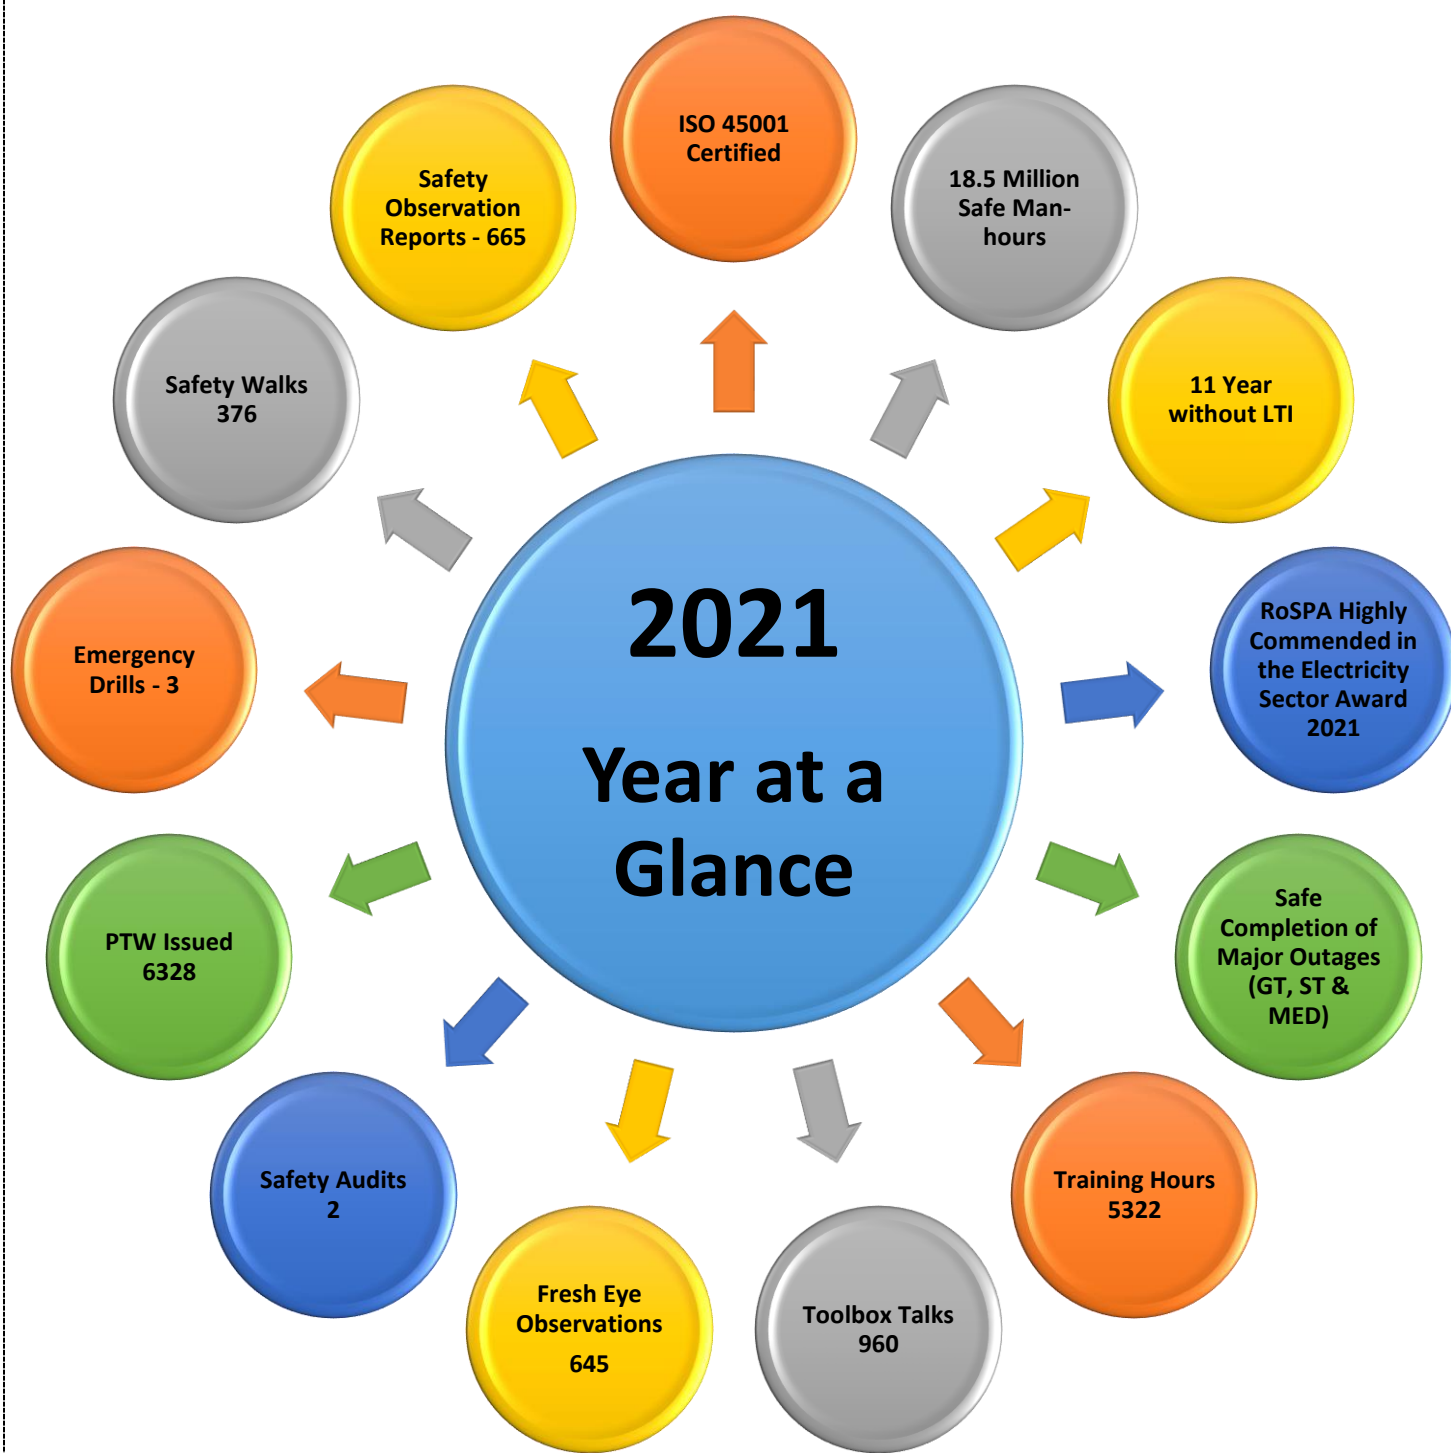 2021
Year at a
Glance
ISO 45001
Certified
18.5 Million
Safe Man-
hours
11 Year
without LTI
RoSPA Highly
Commended in
the Electricity
Sector Award
2021
Safe
Completion of
Major Outages
(GT, ST &
MED)
Training Hours
5322
Toolbox Talks
960
Fresh Eye
Observations
645
Safety Audits
2
PTW Issued
6328
Emergency
Drills - 3
Safety Walks
376
Safety
Observation
Reports - 665